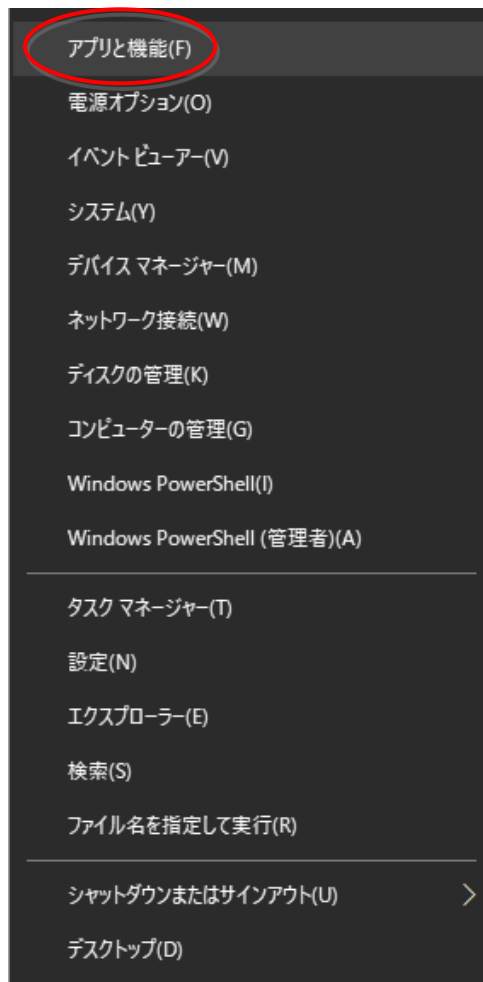 アプリと機能(F)
電源オプション(O)
イベント ビューアー(V)
システム(Y)
デバイス マネージャー(M)
ネットワーク接続(W)
ディスクの管理(K)
コンピューターの管理(G)
Windows PowerShell(I)
Windows PowerShell (管理者)(A)
タスク マネージャー(T)
設定(N)
エクスプローラー(E)
検索(S)
ファイル名を指定して実行(R)
シャットダウンまたはサインアウト(U)
デスクトップ(D)